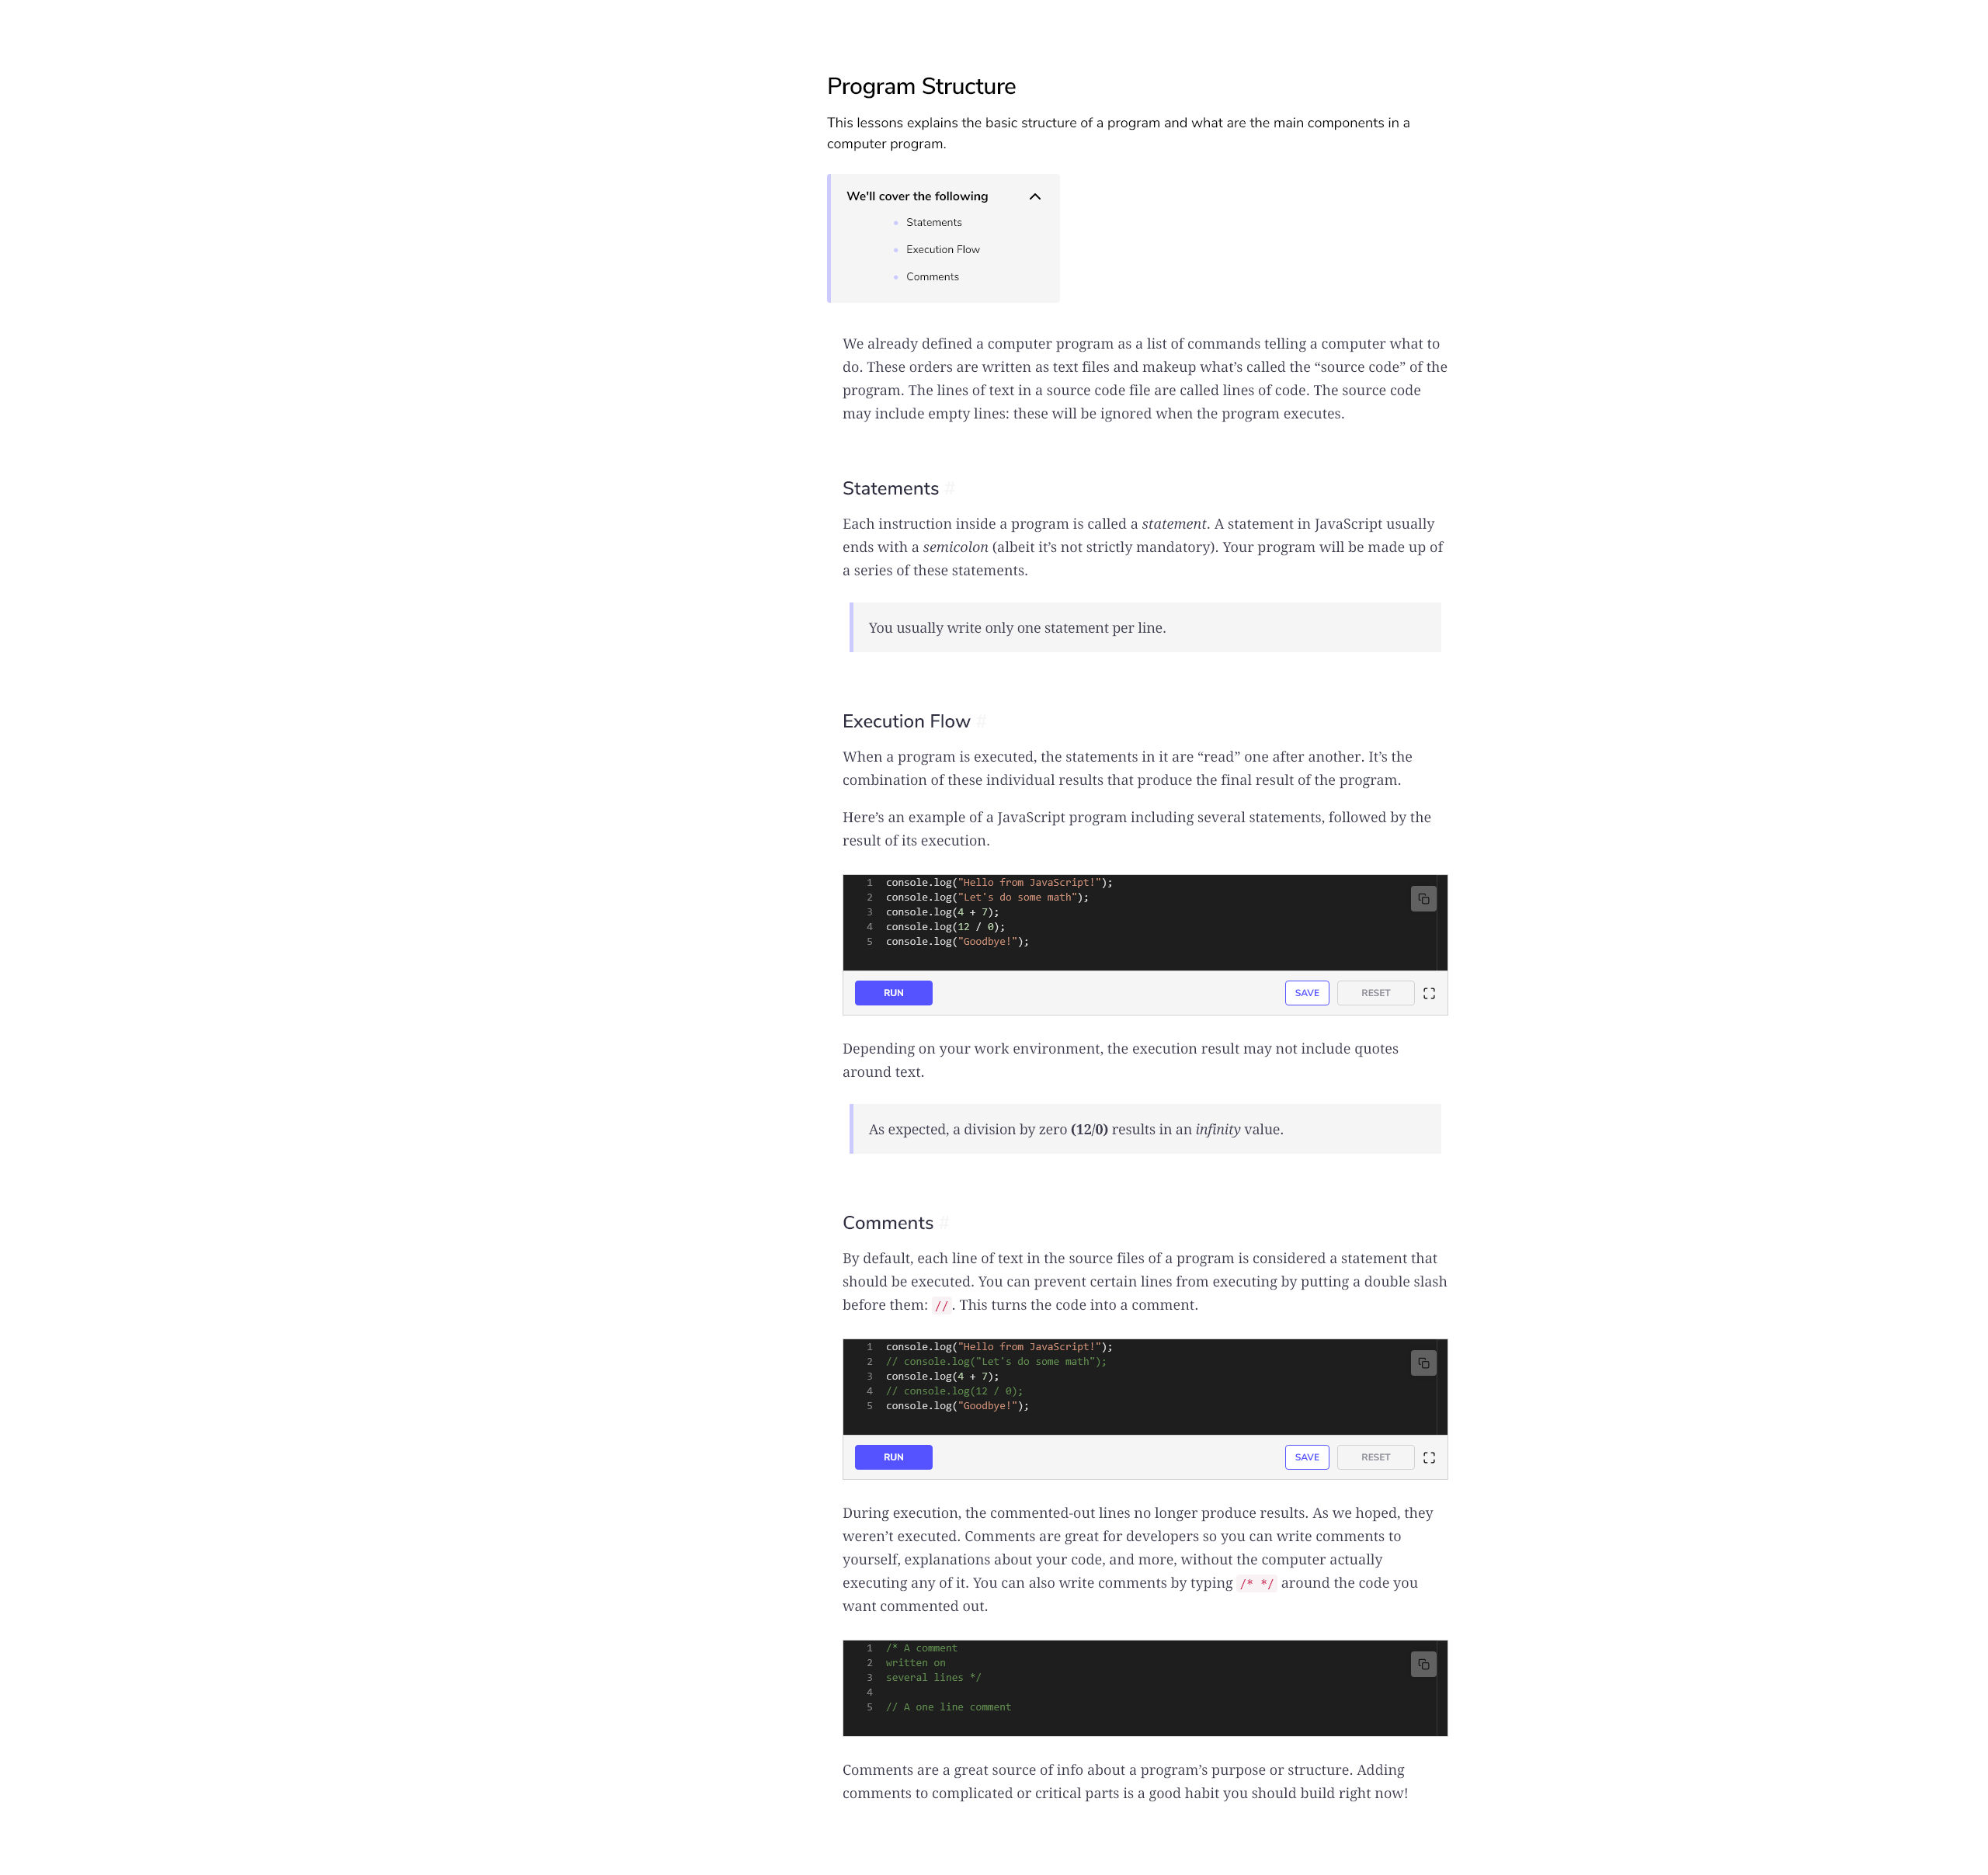 Program Structure
This lessons explains the basic structure of a program and what are the main components in a
computer program.
We'll cover the following
Statements
Execution Flow
Comments
We already defined a computer program as a list of commands telling a computer what to
do. These orders are written as text files and makeup what’s called the “source code” of the
program. The lines of text in a source code file are called lines of code. The source code
may include empty lines: these will be ignored when the program executes.
Statements #
Each instruction inside a program is called a statement. A statement in JavaScript usually
ends with a semicolon (albeit it’s not strictly mandatory). Your program will be made up of
a series of these statements.
You usually write only one statement per line.
Execution Flow #
When a program is executed, the statements in it are “read” one after another. It’s the
combination of these individual results that produce the final result of the program.
Here’s an example of a JavaScript program including several statements, followed by the
result of its execution.
1 console.log("Hello from JavaScript!");
2 console.log("Let's do some math");
3 console.log(4 + 7);
4 console.log(12 / 0);
5 console.log("Goodbye!");
RUN SAVE RESET
Depending on your work environment, the execution result may not include quotes
around text.
As expected, a division by zero (12/0) results in an infinity value.
Comments #
By default, each line of text in the source files of a program is considered a statement that
should be executed. You can prevent certain lines from executing by putting a double slash
before them: //. This turns the code into a comment.
1 console.log("Hello from JavaScript!");
2 // console.log("Let's do some math");
3 console.log(4 + 7);
4 // console.log(12 / 0);
5 console.log("Goodbye!");
RUN SAVE RESET
During execution, the commented-out lines no longer produce results. As we hoped, they
weren’t executed. Comments are great for developers so you can write comments to
yourself, explanations about your code, and more, without the computer actually
executing any of it. You can also write comments by typing /* */ around the code you
want commented out.
1 /* A comment
2 written on
3 several lines */
4
5 // A one line comment
Comments are a great source of info about a program’s purpose or structure. Adding
comments to complicated or critical parts is a good habit you should build right now!